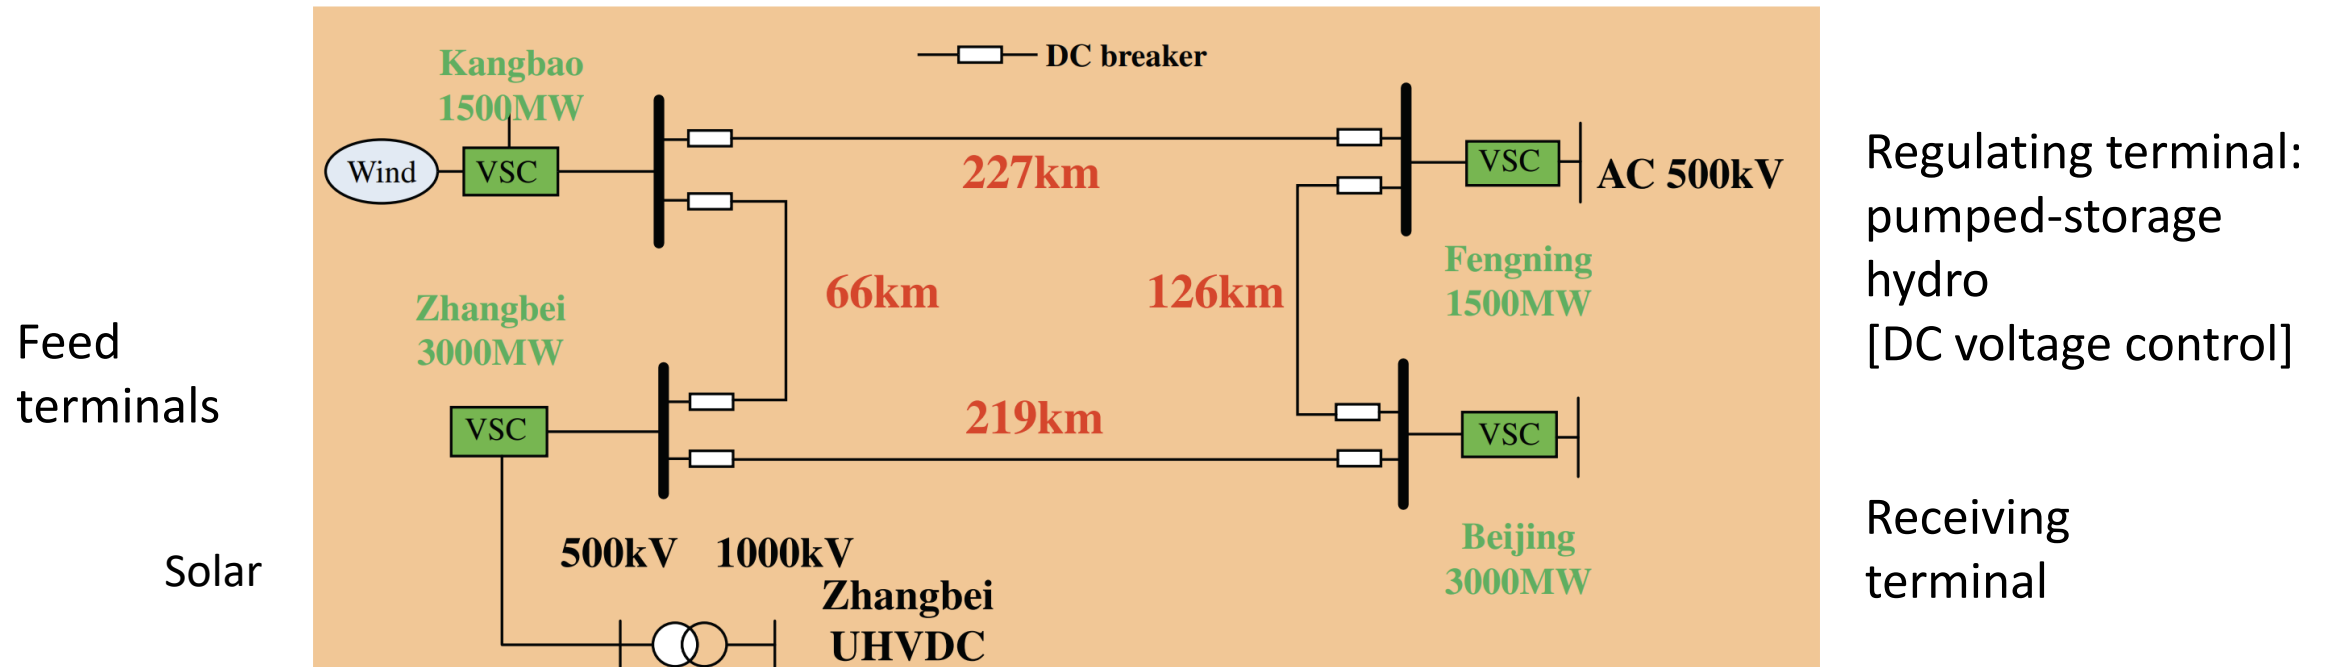 Kangbao
1500MW
DC breaker
Wind
VSC
227km
VSC
AC 500kV
Regulating terminal:
pumped-storage
hydro
[DC voltage control]
Feed
terminals
Zhangbei
3000MW
66km
126km
Fengning
1500MW
VSC
219km
VSC
Solar
500kV
1000kV
Zhangbei
UHVDC
Beijing
3000MW
Receiving
terminal